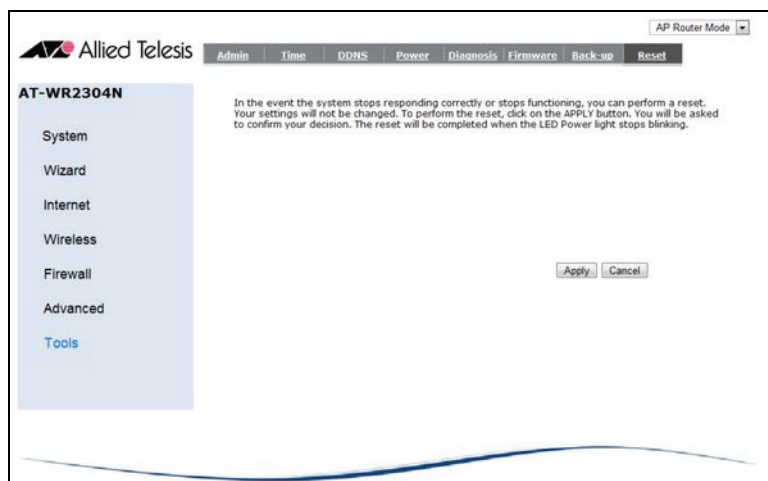 AP Router Mode
Allied Telesis
Admin Time DDNS Power Diagnosis Firmware Back-up Reset
AT-WR2304N
In the event the system stops responding correctly or stops functioning, you can perform a reset.
Your settings will not be changed. To perform the reset, click on the APPLY button. You will be asked
to confirm your decision. The reset will be completed when the LED Power light stops blinking.
System
Wizard
Internet
Wireless
Firewall
Apply Cancel
Advanced
Tools